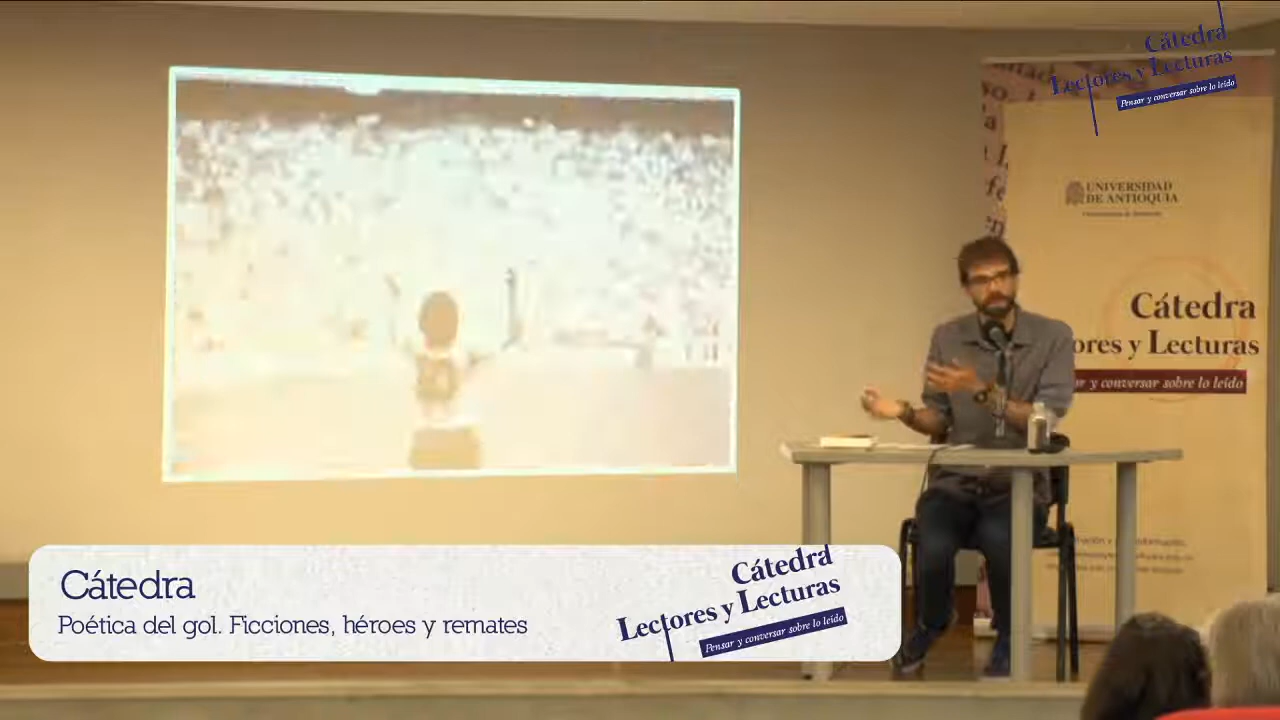 Cátedra
Lectores y Lecturas
Pensar y conversar sobre lo leído
UNIVERSIDAD
DE ANTIOQUIA
Cátedra
ores y Lecturas
ar y conversar sobre lo leído
Cátedra
Poética del gol. Ficciones, héroes y remates
Cátedra
Lectores y Lecturas
Pensar y conversar sobre lo leído